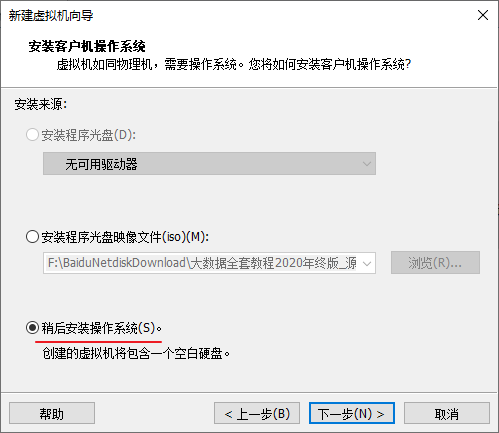 新建虚拟机向导
安装客户机操作系统
虚拟机如同物理机，需要操作系统。您将如何安装客户机操作系统?
安装来源:
安装程序光盘(D):
无可用驱动器
安装程序光盘映像文件(iso)(M):
F:\BaiduNetdiskDownload\大数据全套教程2020年终版_源
浏览(R)...
稍后安装操作系统(S)。
创建的虚拟机将包含一个空白硬盘。
帮助 < 上一步(B) 下一步(N) > 取消